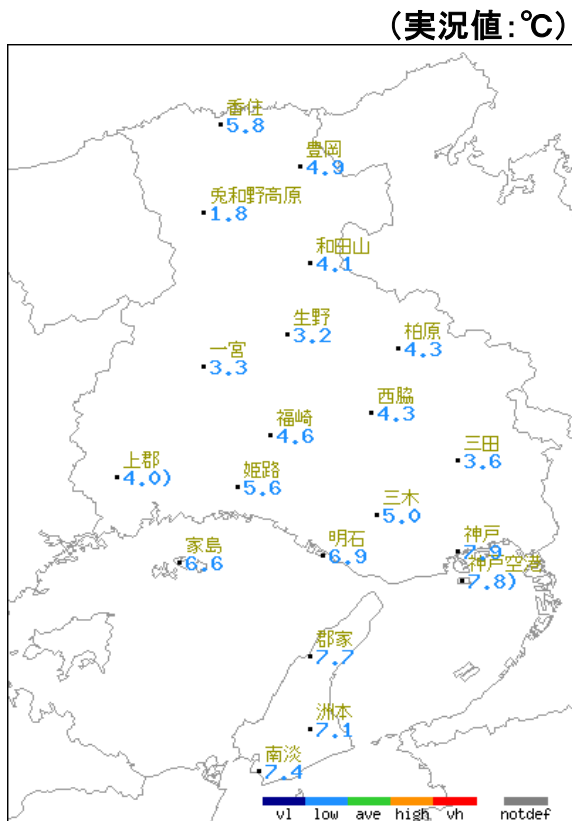 (実況値:℃)
香住
5.8
豊岡
4.9
兎和野高原
1.8
和田山
4.1
生野
3.2
柏原
4.3
一宮
3.3
西脇
4.3
福崎
4.6
三田
3.6
上郡
4.0)
姫路
5.6
三木
5.0
神戸
7.9
明石
6.9
家島
6.6
神戸空港
7.8)
郡家
7.7
洲本
7.1
南淡
7.4
vl low ave high vh notdef